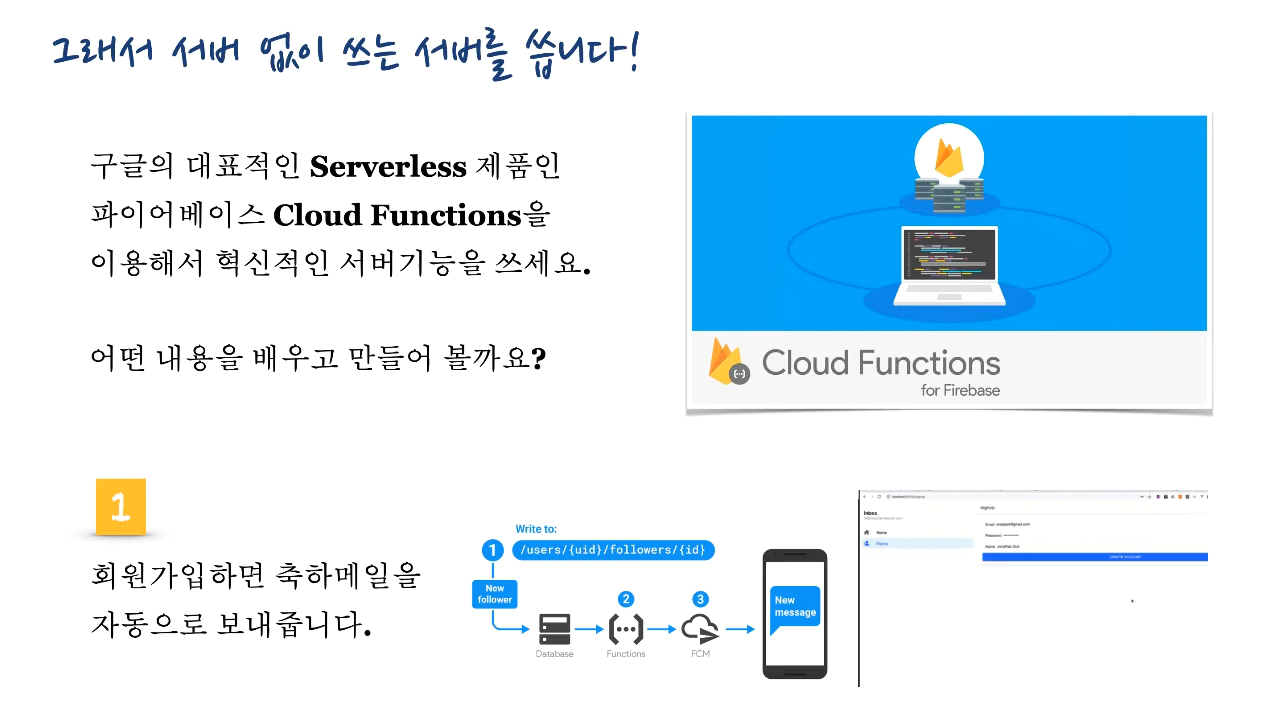 그래서 서버 없이 쓰는 서버를 씁니다!
구글의 대표적인 Serverless 제품인
파이어베이스 Cloud Functions을
이용해서 혁신적인 서버기능을 쓰세요.
어떤 내용을 배우고 만들어 볼까요?
Cloud Functions
for Firebase
1
회원가입하면 축하메일을
자동으로 보내줍니다.
Write to:
1 /users/{uid}/followers/{id}
New
follower
2
3
Database
Functions
FCM
New
message
Inbox
Home
Signup
signup
Email
Password
Name Jonathan Gun
CREATE ACCOUNT